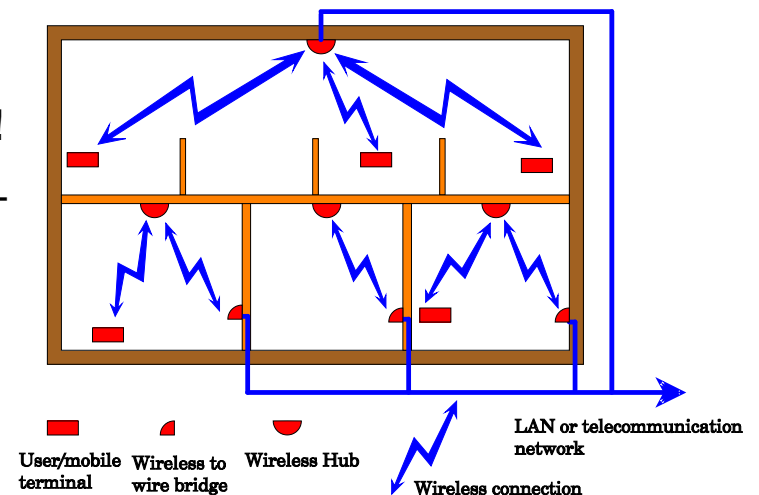 !
LAN or telecommunication
network
User/mobile
terminal
Wireless to
wire bridge
Wireless Hub
Wireless connection